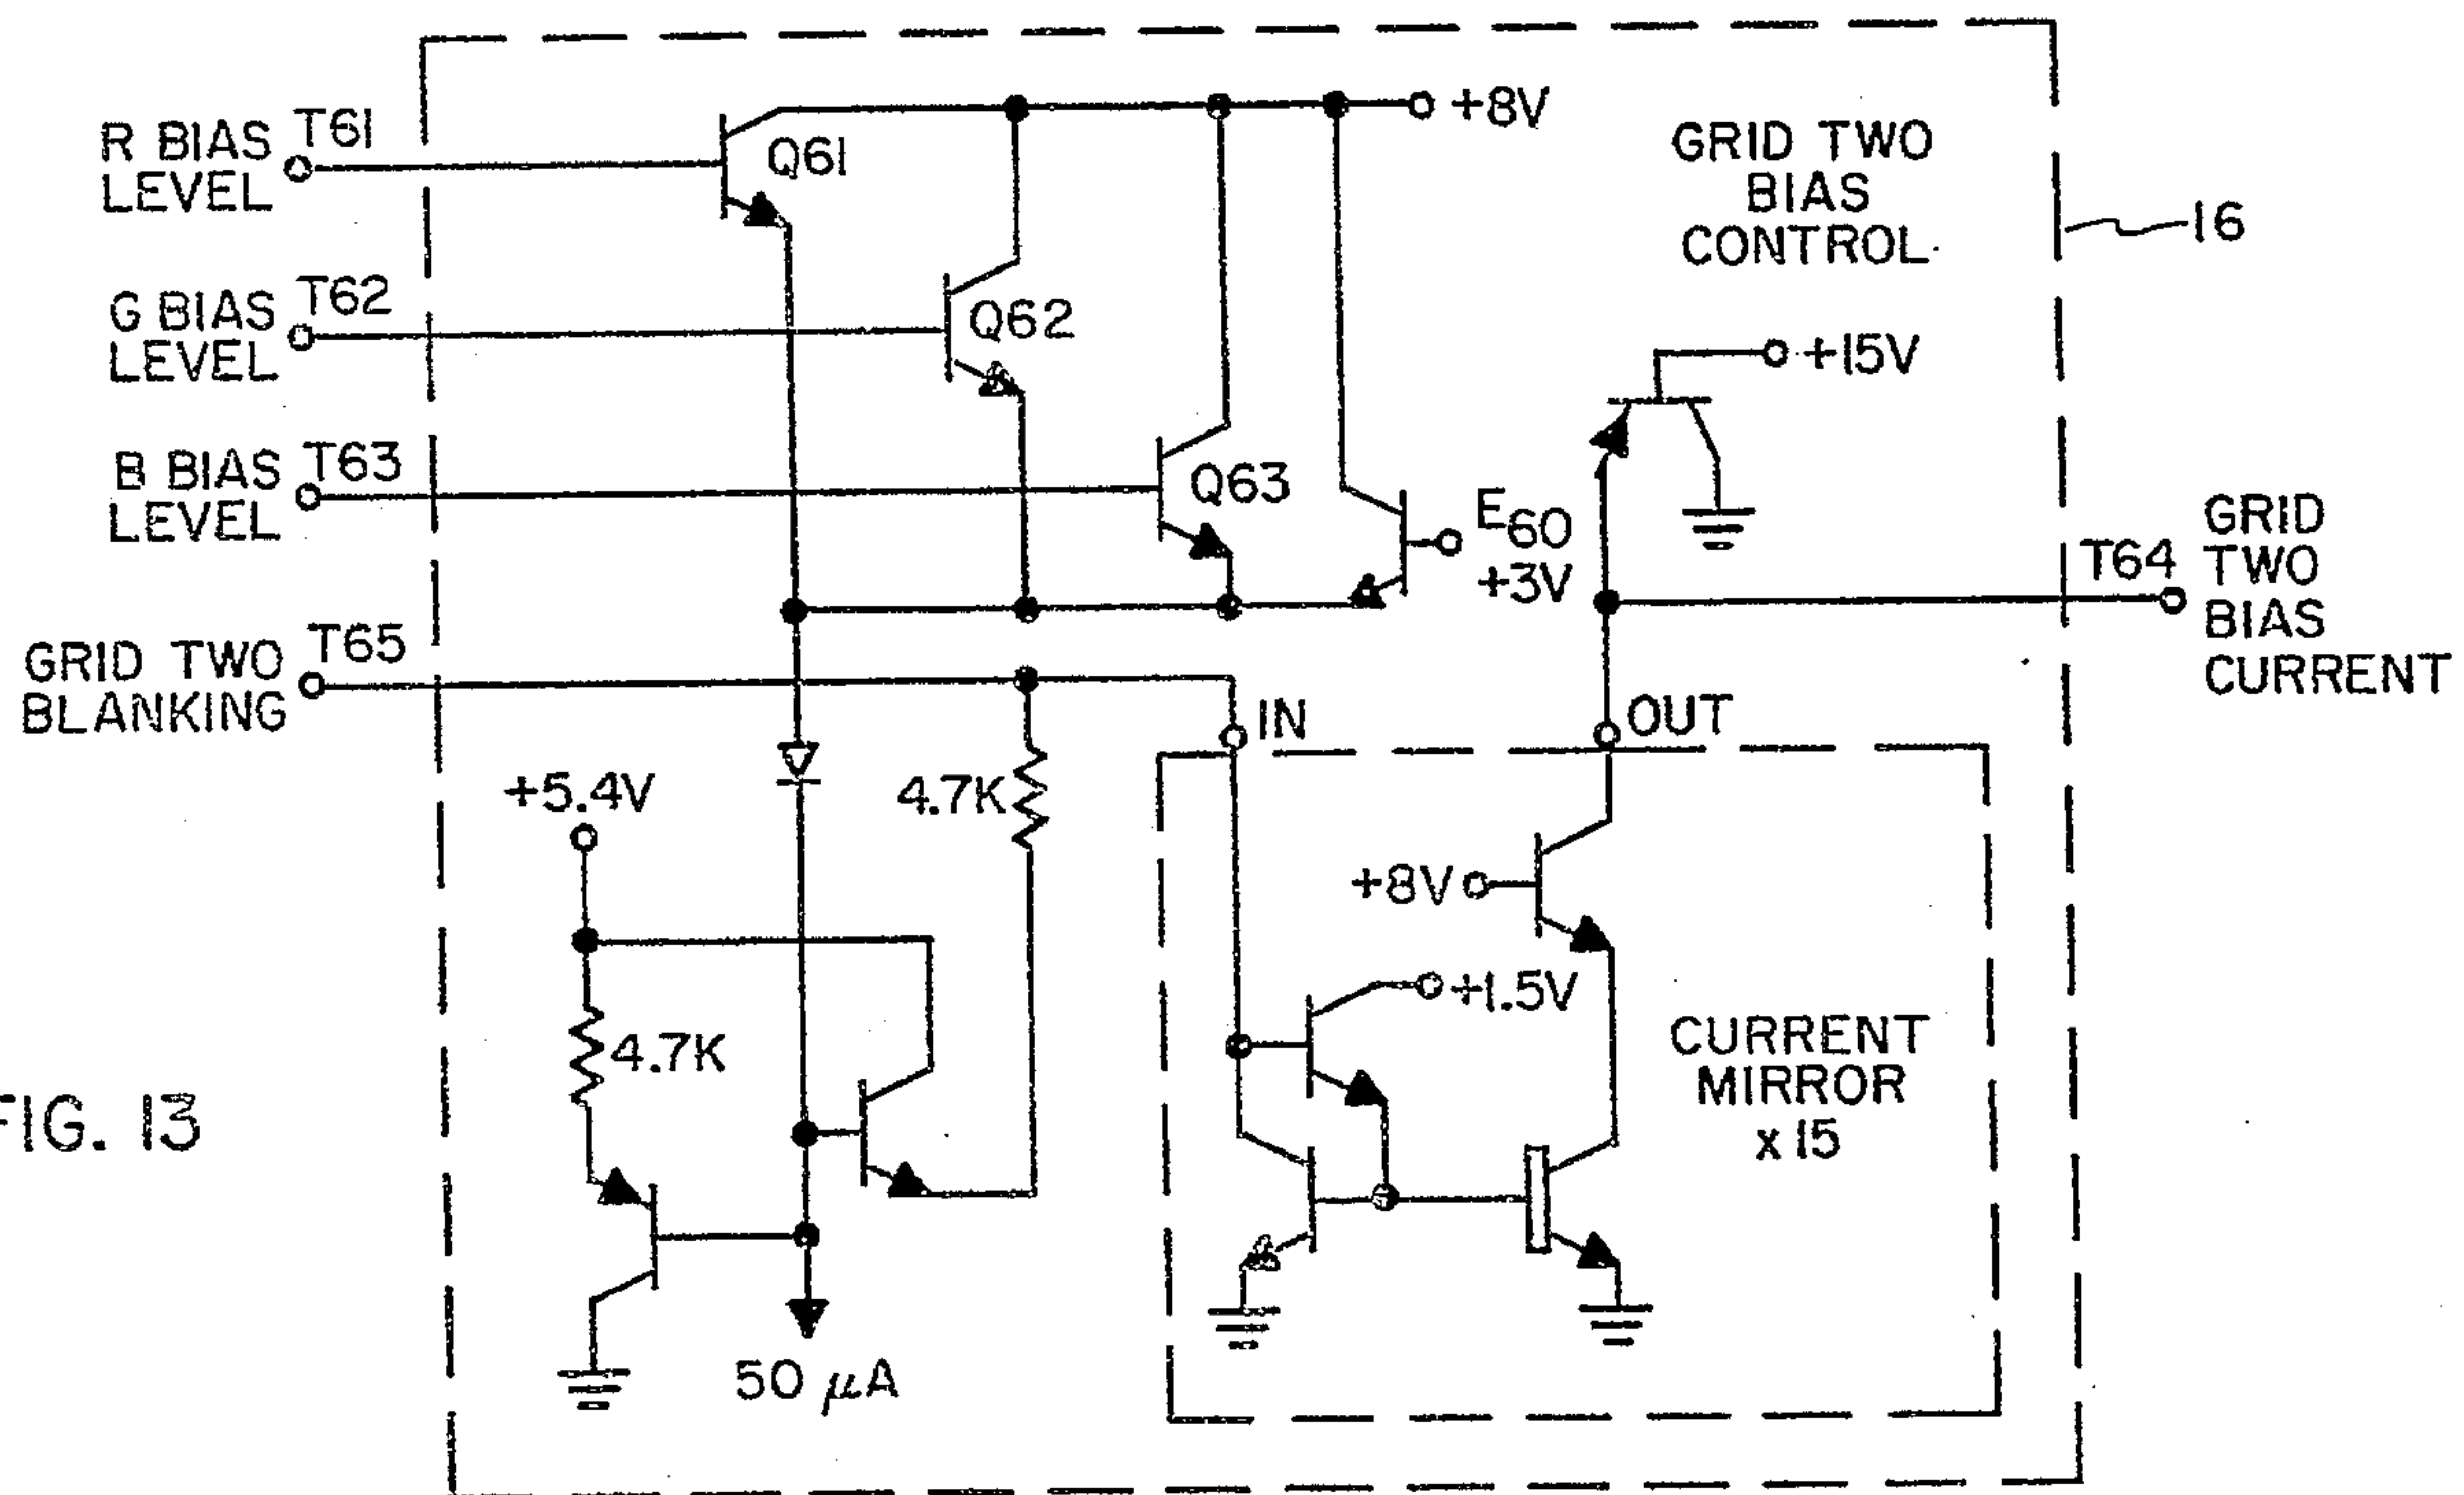 R BIAS
LEVEL
T61
Q61
+8V
GRID TWO
BIAS
CONTROL
16
G BIAS
LEVEL
T62
Q62
+15V
B BIAS
LEVEL
T63
Q63
E60
+3V
T64
GRID
TWO
BIAS
CURRENT
GRID TWO
BLANKING
T65
IN
OUT
+5.4V
4.7K
+8V
+1.5V
4.7K
CURRENT
MIRROR
x15
FIG. 13
50 μA